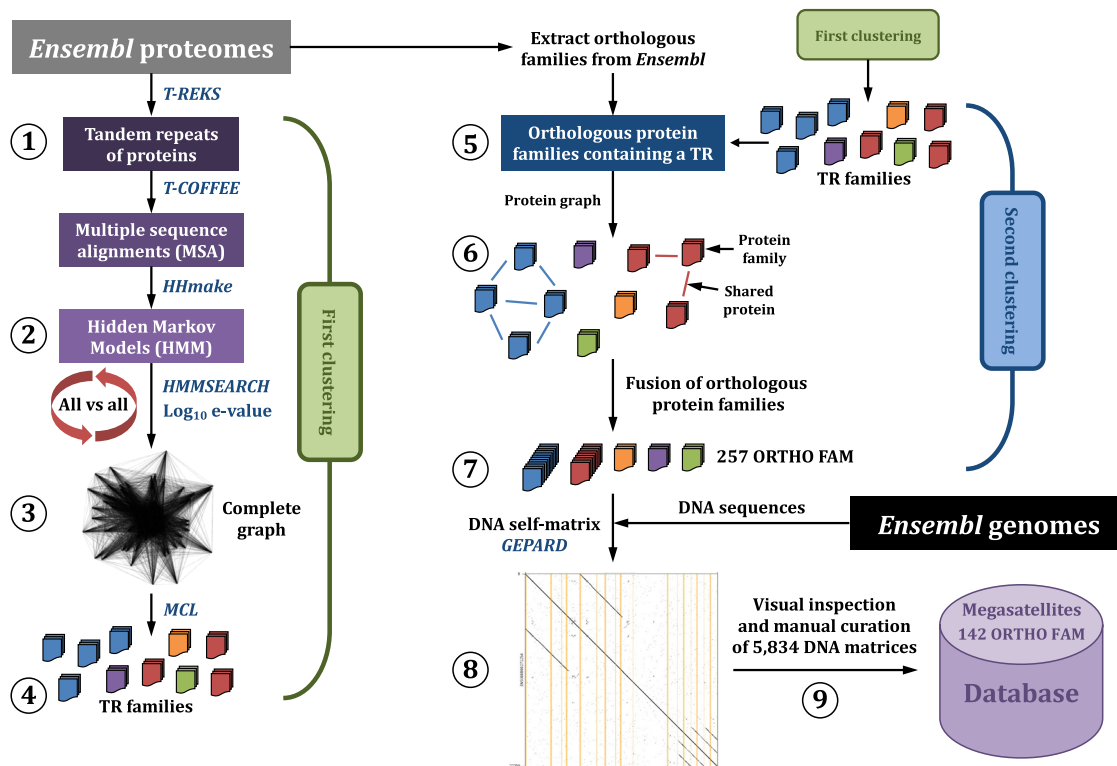 Ensembl proteomes
T-REKS
1
Tandem repeats
of proteins
T-COFFEE
Multiple sequence
alignments (MSA)
HHmake
2
Hidden Markov
Models (HMM)
All vs all
HMMSEARCH
Log10 e-value
3
Complete
graph
MCL
4
TR families
First clustering
Extract orthologous
families from Ensembl
First clustering
5
Orthologous protein
families containing a TR
TR families
Protein graph
6
Protein
family
Shared
protein
Fusion of orthologous
protein families
7
257 ORTHO FAM
Second clustering
DNA self-matrix
GEPARD
DNA sequences
Ensembl genomes
8
Visual inspection
and manual curation
of 5,834 DNA matrices
9
Megasatellites
142 ORTHO FAM
Database